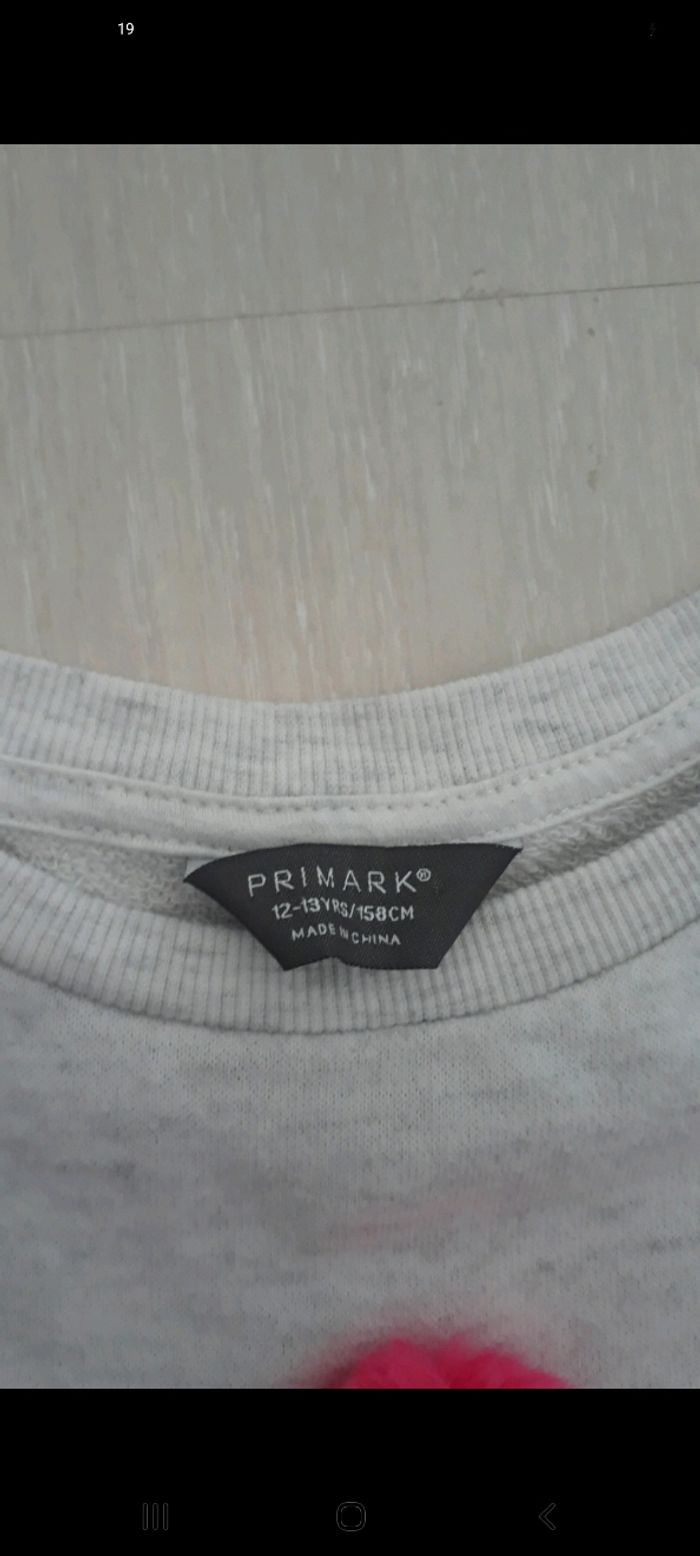 19
PRIMARK®
12-13YRS/158CM
MADE IN CHINA